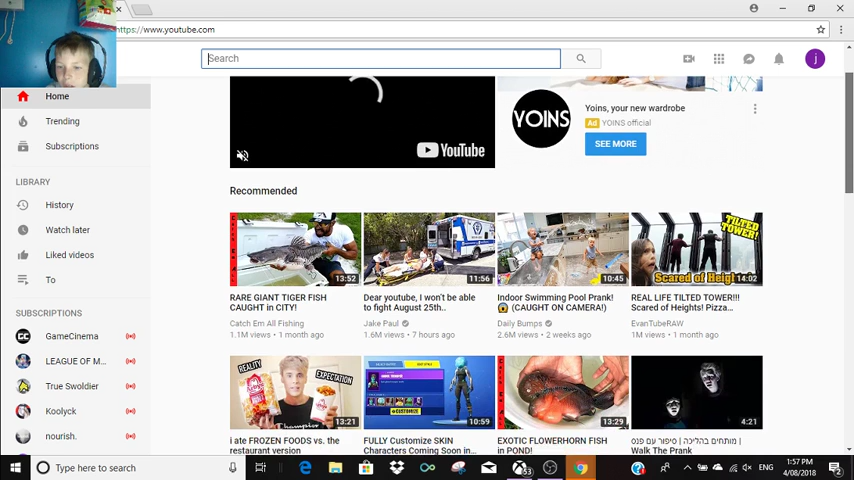 https://www.youtube.com
Search
j
Home
Trending
Subscriptions
LIBRARY
History
Watch later
Liked videos
To
SUBSCRIPTIONS
GameCinema
LEAGUE OF M...
True Swoldier
Koolyck
nourish.
YouTube
YOINS
Yoins, your new wardrobe
Ad YOINS official
SEE MORE
Recommended
13:52
11:56
10:45
TILTED
TOWER!
Scared of Heigh
14:02
RARE GIANT TIGER FISH
CAUGHT in CITY!
Catch Em All Fishing
1.1M views • 1 month ago
Dear youtube, I won't be able
to fight August 25th..
Jake Paul
1.6M views • 7 hours ago
Indoor Swimming Pool Prank!
😱 (CAUGHT ON CAMERA!)
Daily Bumps
2.6M views • 2 weeks ago
REAL LIFE TILTED TOWER!!!
Scared of Heights! Pizza...
EvanTubeRAW
1M views • 1 month ago
REALITY
EXPECTATION
13:21
CUSTOMIZE
10:59
13:29
4:21
i ate FROZEN FOODS vs. the
restaurant version
FULLY Customize SKIN
Characters Coming Soon in...
EXOTIC FLOWERHORN FISH
in POND!
מותחים בהליכה | סיפור עם פנס |
Walk The Prank
Type here to search
53
ENG
1:57 PM
4/08/2018
2